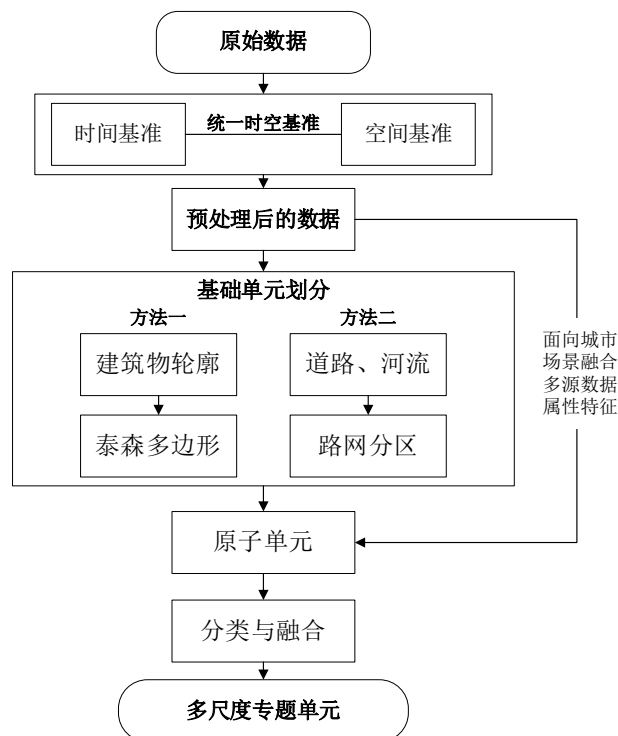 原始数据
统一时空基准
时间基准
空间基准
预处理后的数据
基础单元划分
方法一
方法二
建筑物轮廓
道路、河流
泰森多边形
路网分区
面向城市
场景融合
多源数据
属性特征
原子单元
分类与融合
多尺度专题单元